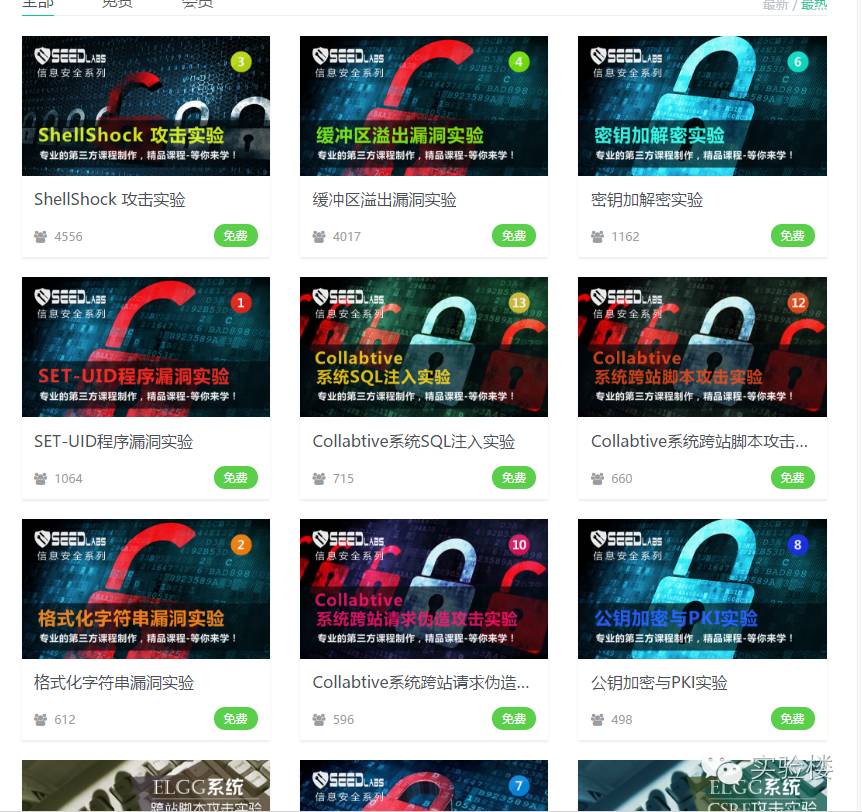 全部 免费 会员
最新 / 最热
SEEDLABS
信息安全系列
3
ShellShock 攻击实验
专业的第三方课程制作，精品课程-等你来学！
ShellShock 攻击实验
4556 免费
SEEDLABS
信息安全系列
4
缓冲区溢出漏洞实验
专业的第三方课程制作，精品课程-等你来学！
缓冲区溢出漏洞实验
4017 免费
SEEDLABS
信息安全系列
6
密钥加解密实验
专业的第三方课程制作，精品课程-等你来学！
密钥加解密实验
1162 免费
SEEDLABS
信息安全系列
1
SET-UID程序漏洞实验
专业的第三方课程制作，精品课程-等你来学！
SET-UID程序漏洞实验
1064 免费
SEEDLABS
信息安全系列
13
Collabtive
系统SQL注入实验
专业的第三方课程制作，精品课程-等你来学！
Collabtive系统SQL注入实验
715 免费
SEEDLABS
信息安全系列
12
Collabtive
系统跨站脚本攻击实验
专业的第三方课程制作，精品课程-等你来学！
Collabtive系统跨站脚本攻击...
660 免费
SEEDLABS
信息安全系列
2
格式化字符串漏洞实验
专业的第三方课程制作，精品课程-等你来学！
格式化字符串漏洞实验
612 免费
SEEDLABS
信息安全系列
10
Collabtive
系统跨站请求伪造攻击实验
专业的第三方课程制作，精品课程-等你来学！
Collabtive系统跨站请求伪造...
596 免费
SEEDLABS
信息安全系列
8
公钥加密与PKI实验
专业的第三方课程制作，精品课程-等你来学！
公钥加密与PKI实验
498 免费
ELGG系统
跨站脚本攻击实验
SEEDLABS
信息安全系列
7
ELGG系统
CSRF攻击实验
实验楼